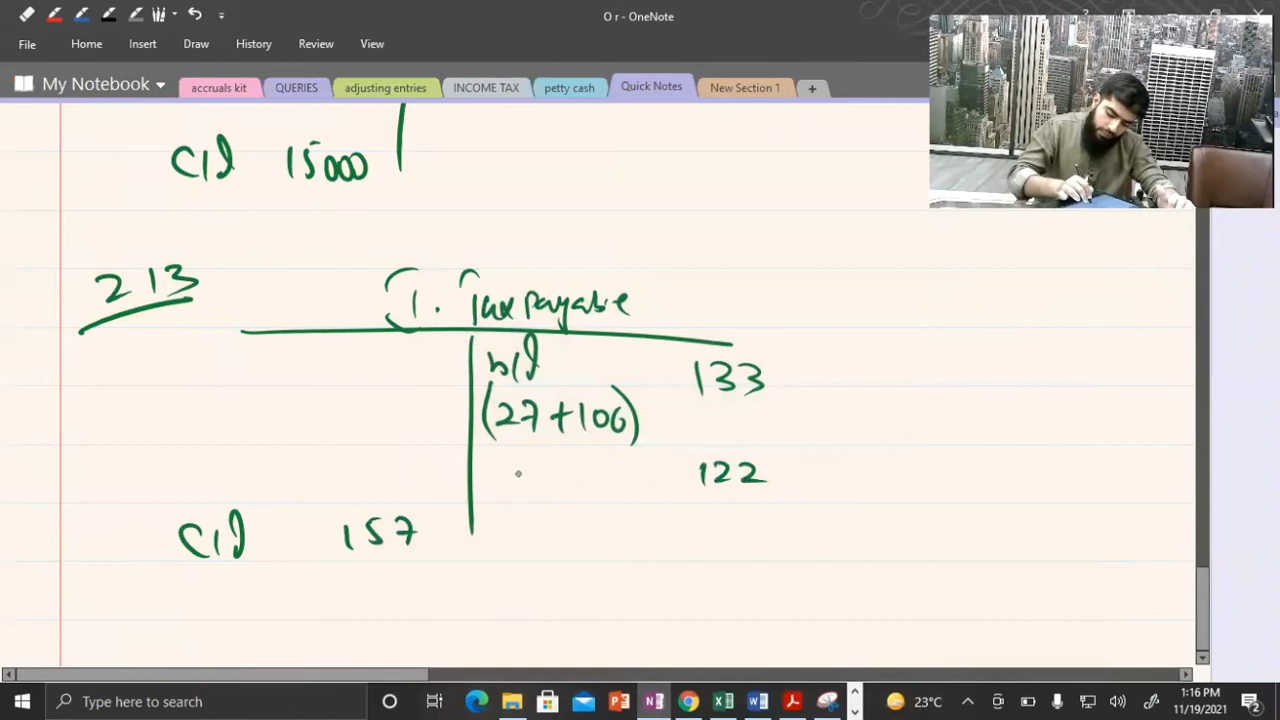 O r - OneNote
File Home Insert Draw History Review View
My Notebook accruals kit QUERIES adjusting entries INCOME TAX petty cash Quick Notes New Section 1
C/d 15000
213
I. Tax payable
b/d 133
(27+106)
122
C/d 157
Type here to search
23°C
1:16 PM
11/19/2021
2